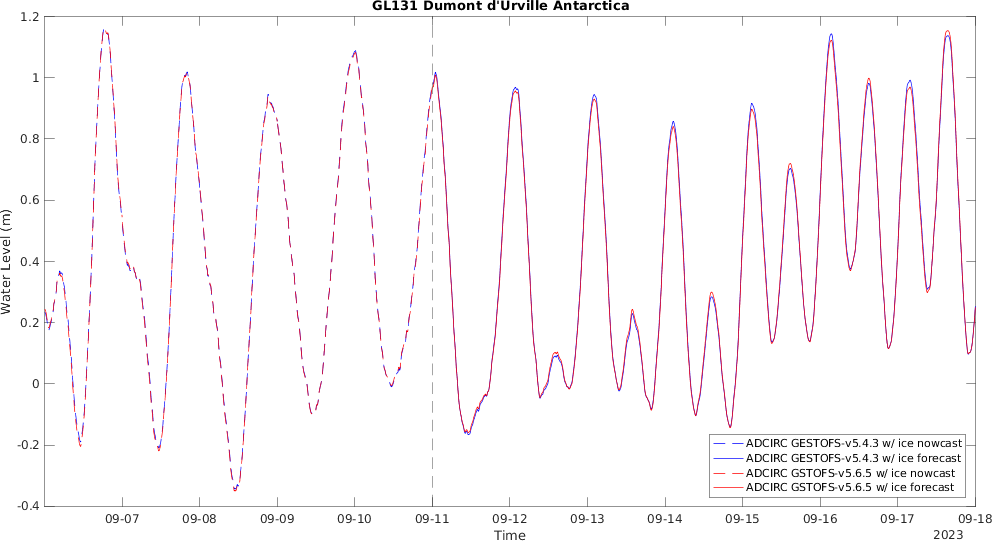 GL131 Dumont d'Urville Antarctica
1.2
1
0.8
0.6
0.4
0.2
0
-0.2
-0.4
Water Level (m)
ADCIRC GESTOFS-v5.4.3 w/ ice nowcast
ADCIRC GESTOFS-v5.4.3 w/ ice forecast
ADCIRC GSTOFS-v5.6.5 w/ ice nowcast
ADCIRC GSTOFS-v5.6.5 w/ ice forecast
09-07 09-08 09-09 09-10 09-11 09-12 09-13 09-14 09-15 09-16 09-17 09-18
Time
2023